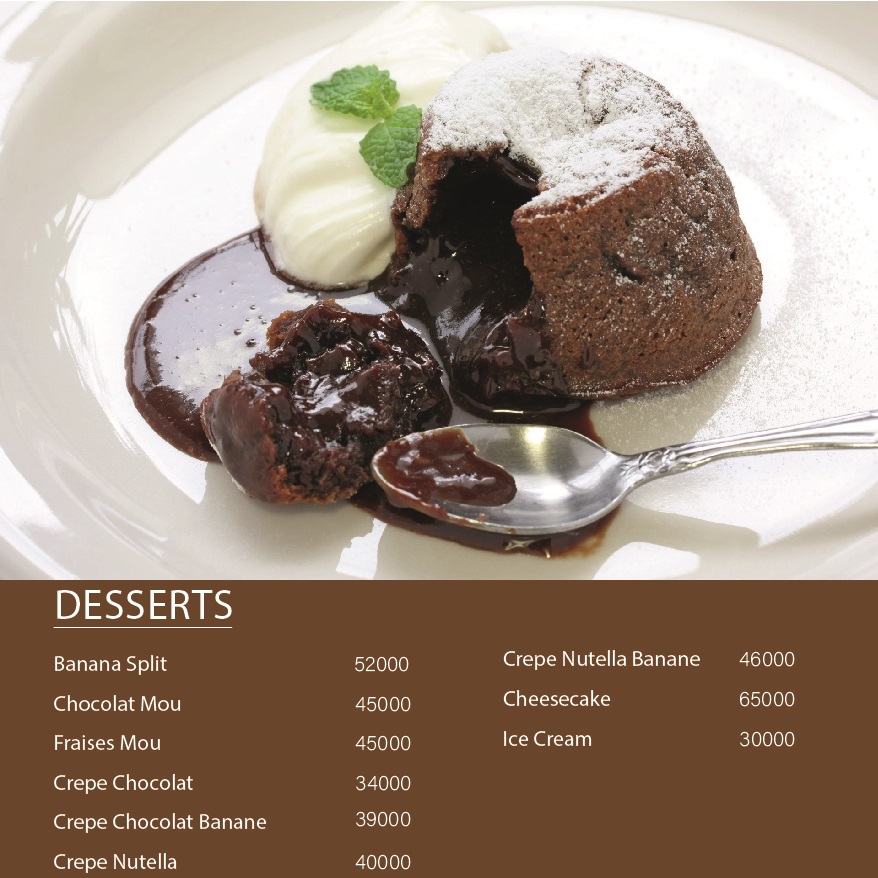 DESSERTS
Banana Split 52000
Chocolat Mou 45000
Fraises Mou 45000
Crepe Chocolat 34000
Crepe Chocolat Banane 39000
Crepe Nutella 40000
Crepe Nutella Banane 46000
Cheesecake 65000
Ice Cream 30000